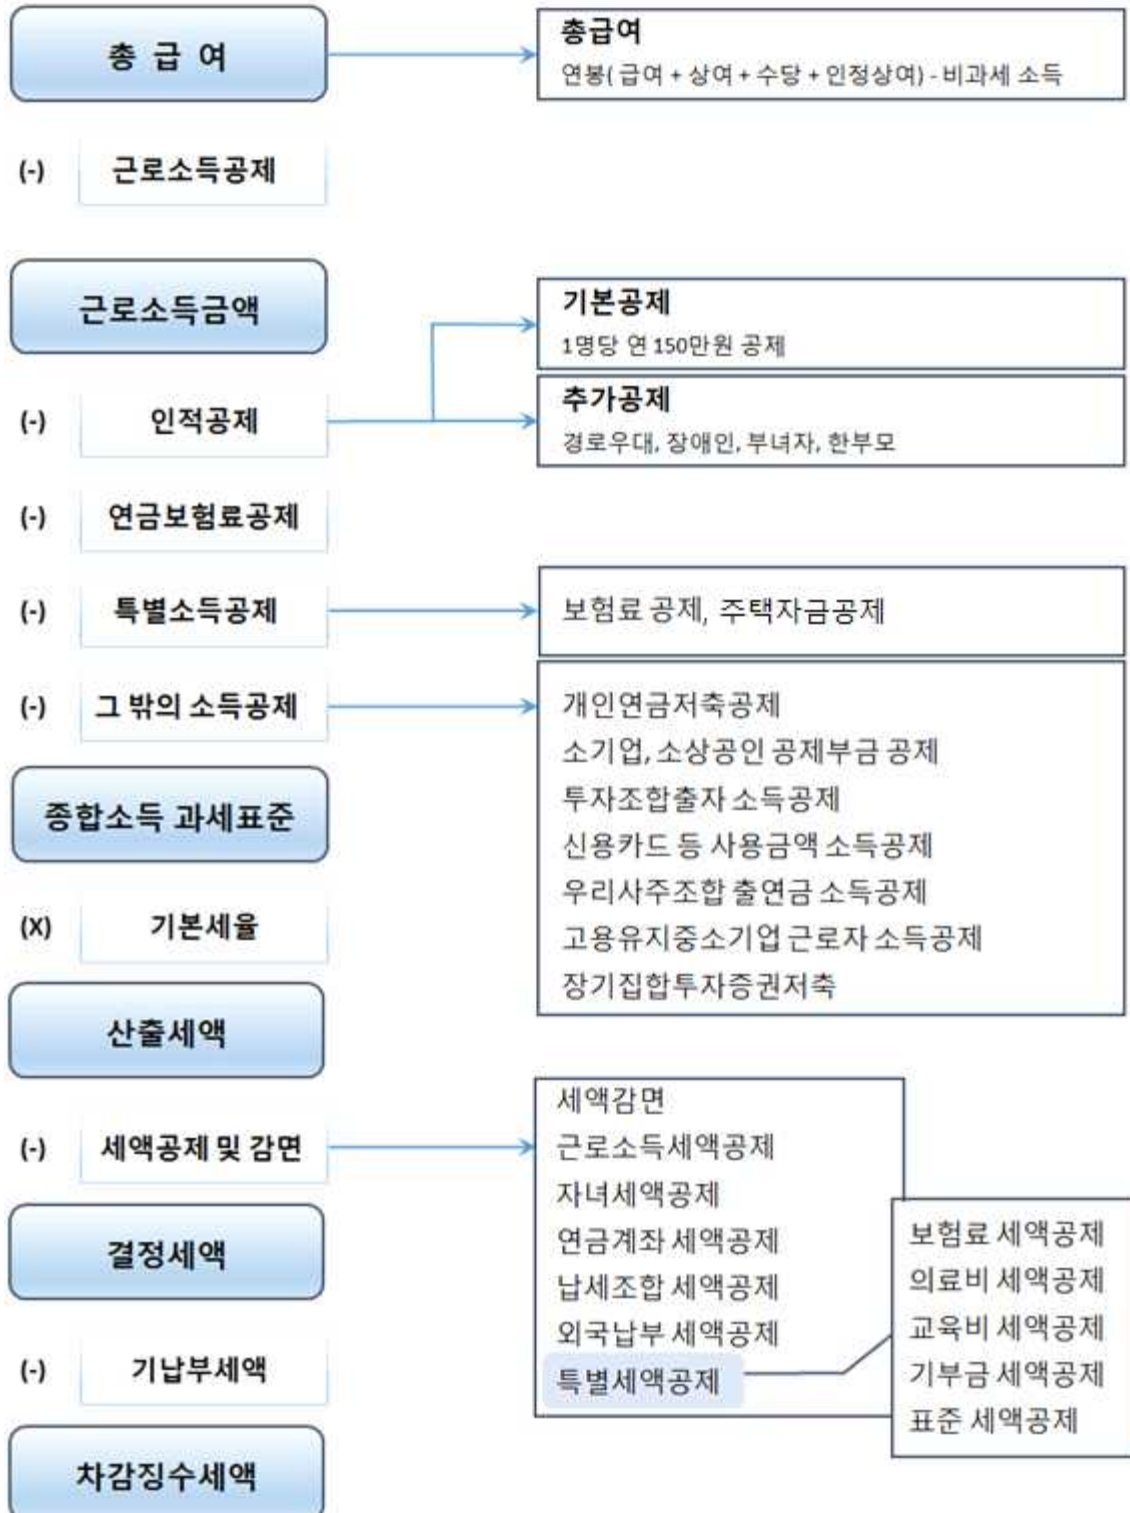 총 급 여
총급여
연봉( 급여 + 상여 + 수당 + 인정상여) - 비과세 소득
(-) 근로소득공제
근로소득금액
기본공제
1명당 연 150만원 공제
(-) 인적공제
추가공제
경로우대, 장애인, 부녀자, 한부모
(-) 연금보험료공제
(-) 특별소득공제
보험료 공제, 주택자금공제
(-) 그 밖의 소득공제
개인연금저축공제
소기업, 소상공인 공제부금 공제
투자조합출자 소득공제
신용카드 등 사용금액 소득공제
우리사주조합 출연금 소득공제
고용유지중소기업 근로자 소득공제
장기집합투자증권저축
종합소득 과세표준
(X) 기본세율
산출세액
(-) 세액공제 및 감면
세액감면
근로소득세액공제
자녀세액공제
연금계좌 세액공제
납세조합 세액공제
외국납부 세액공제
특별세액공제
보험료 세액공제
의료비 세액공제
교육비 세액공제
기부금 세액공제
표준 세액공제
결정세액
(-) 기납부세액
차감징수세액